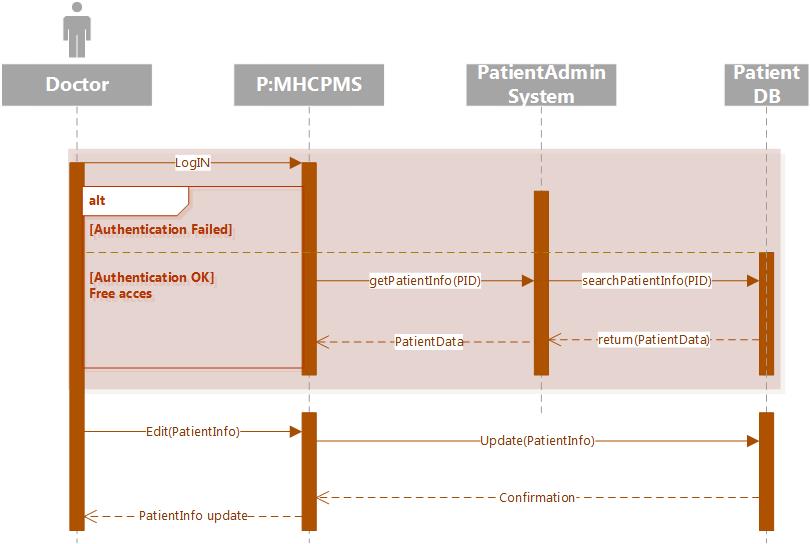 Doctor
P:MHCPMS
PatientAdmin
System
Patient
DB
LogIN
alt
[Authentication Failed]
[Authentication OK]
Free acces
getPatientInfo(PID)
searchPatientInfo(PID)
PatientData
return(PatientData)
Edit(PatientInfo)
Update(PatientInfo)
Confirmation
PatientInfo update